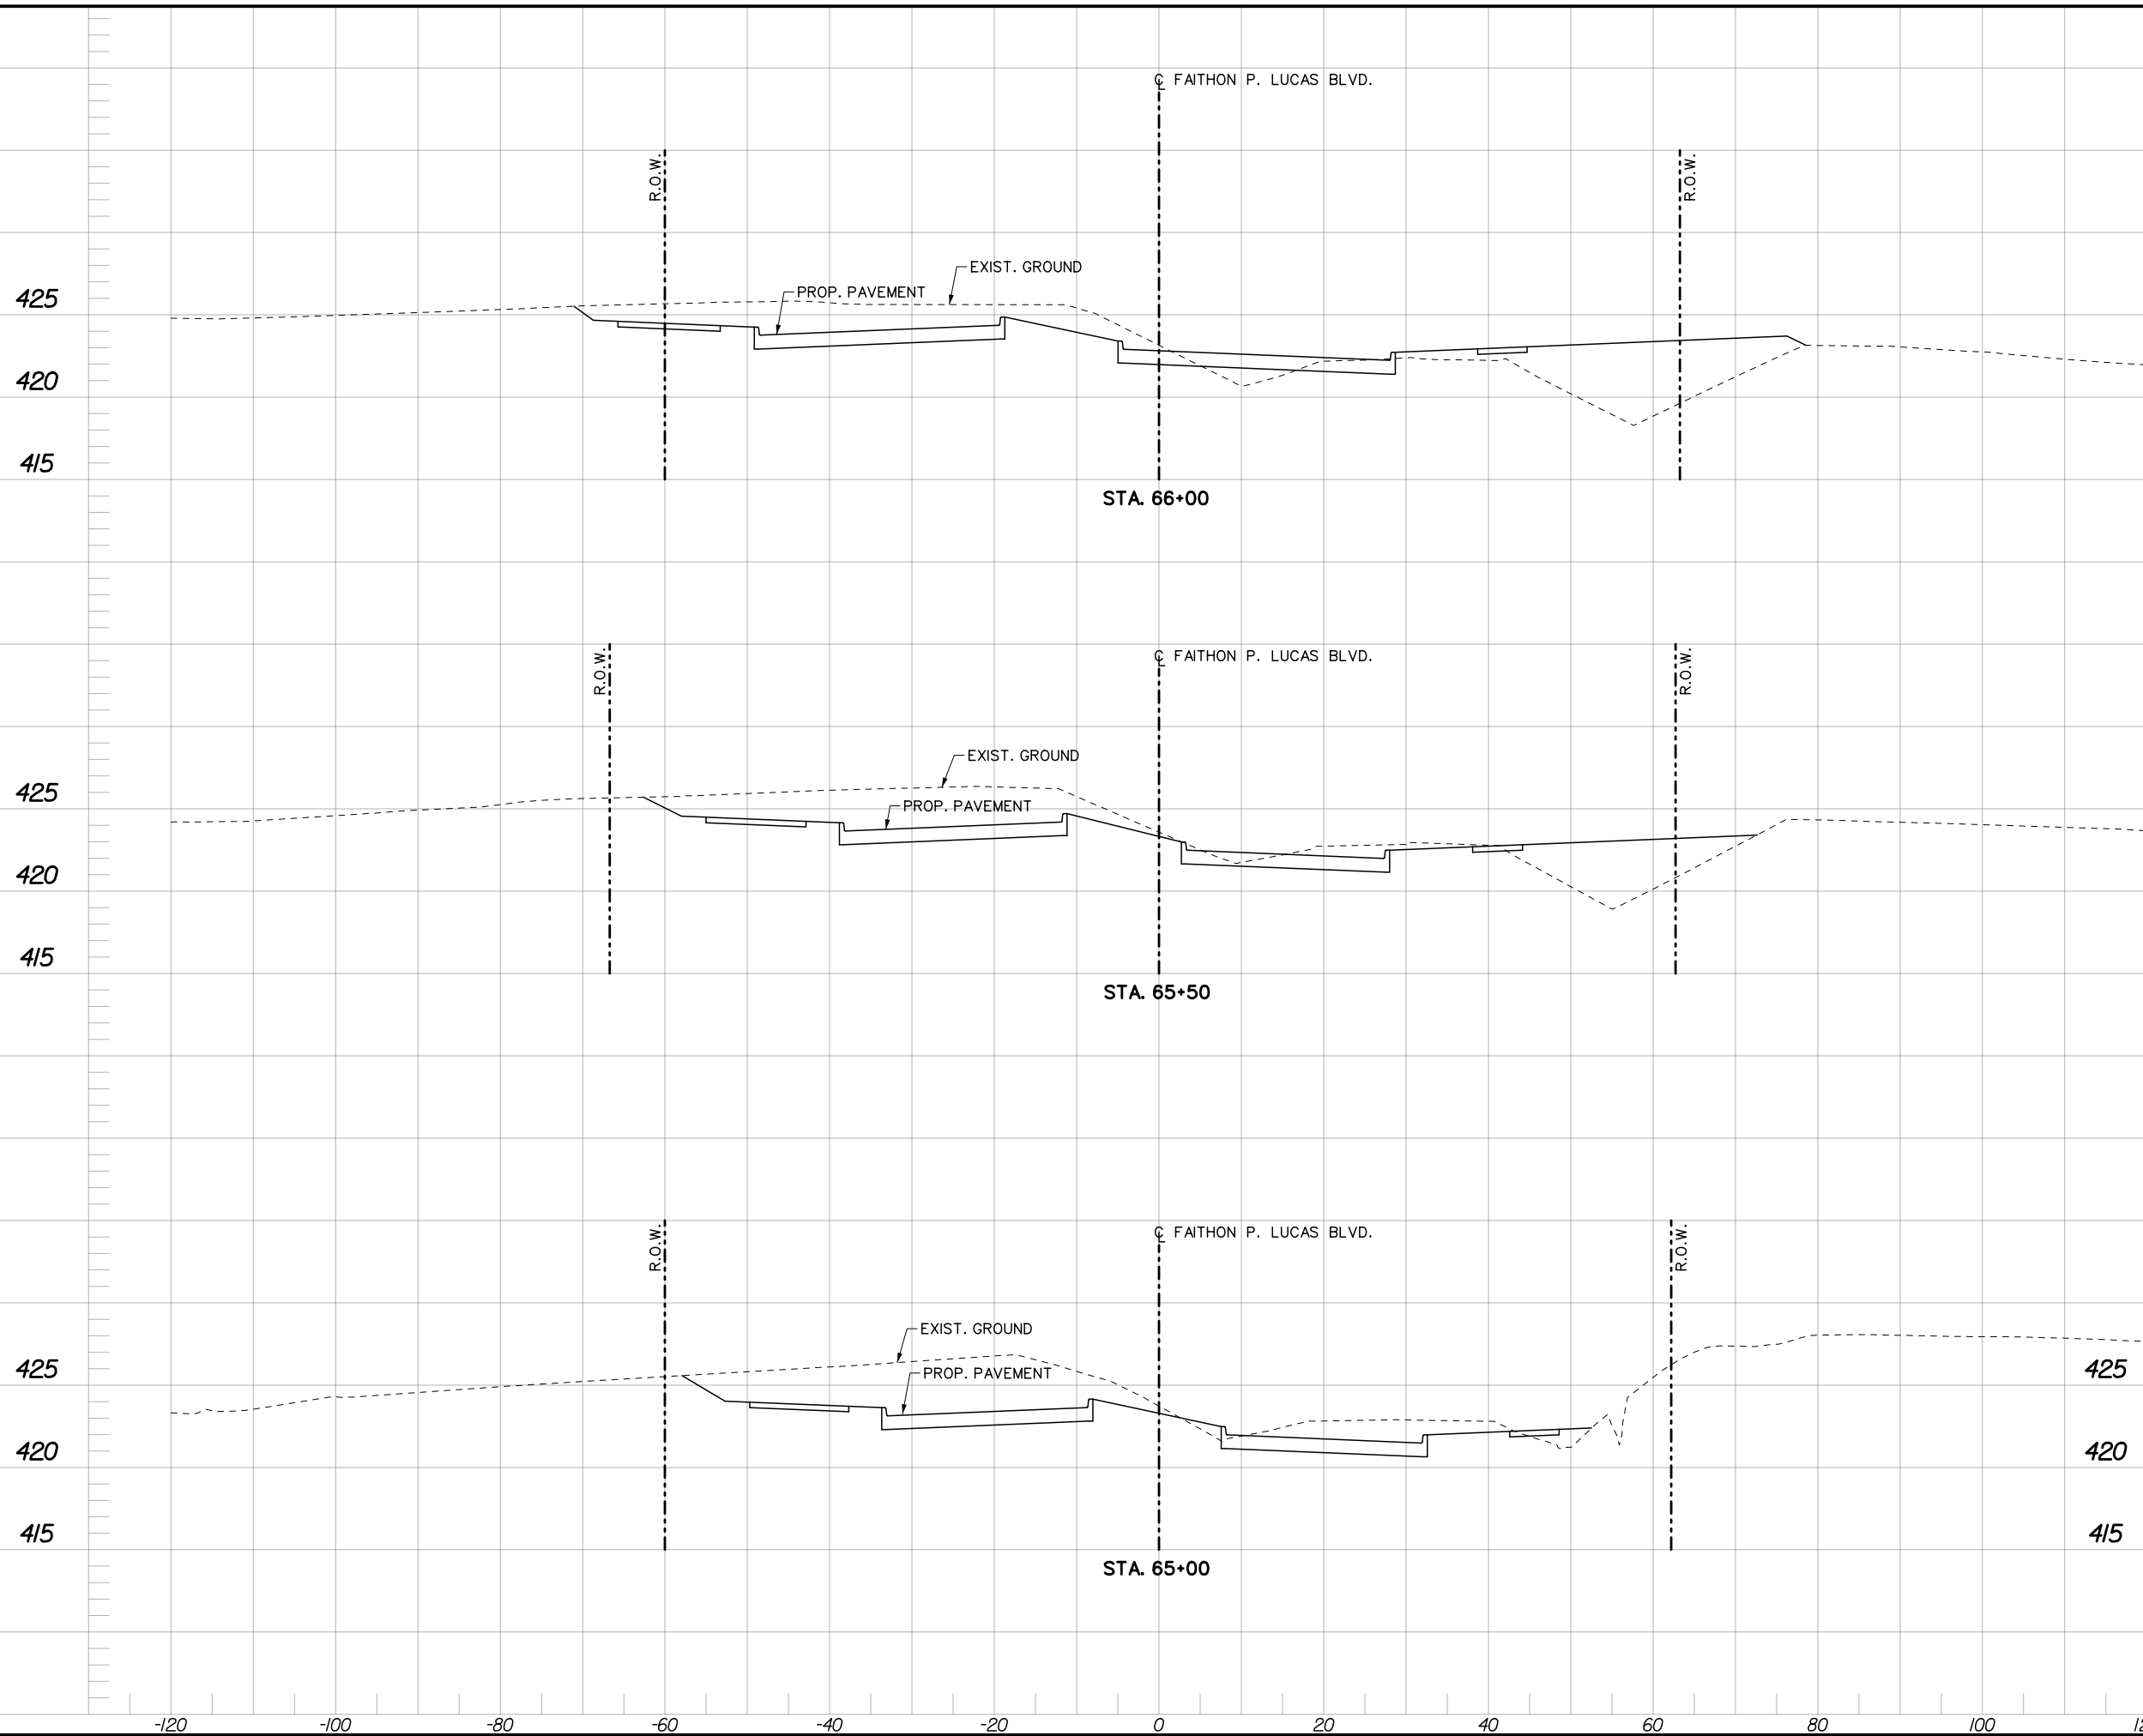 ℄ FAITHON P. LUCAS BLVD.
R.O.W.
R.O.W.
EXIST. GROUND
PROP. PAVEMENT
425
420
415
STA. 66+00
℄ FAITHON P. LUCAS BLVD.
R.O.W.
R.O.W.
EXIST. GROUND
PROP. PAVEMENT
425
420
415
STA. 65+50
℄ FAITHON P. LUCAS BLVD.
R.O.W.
R.O.W.
EXIST. GROUND
PROP. PAVEMENT
425 425
420 420
415 415
STA. 65+00
-120 -100 -80 -60 -40 -20 0 20 40 60 80 100